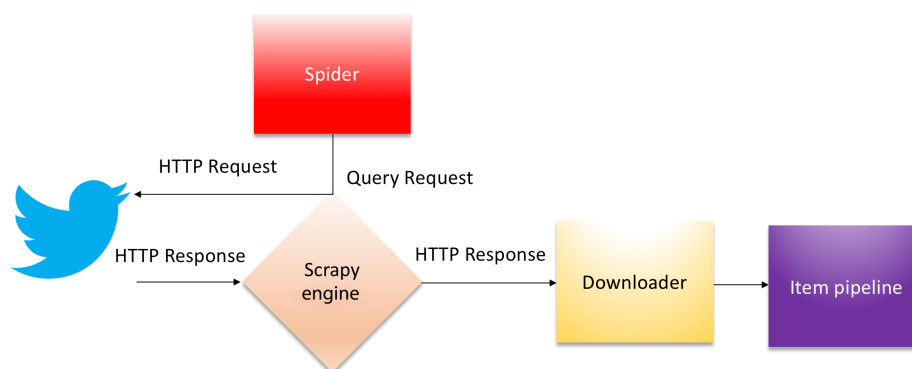 Spider
HTTP Request
Query Request
HTTP Response
Scrapy
engine
HTTP Response
Downloader
Item pipeline